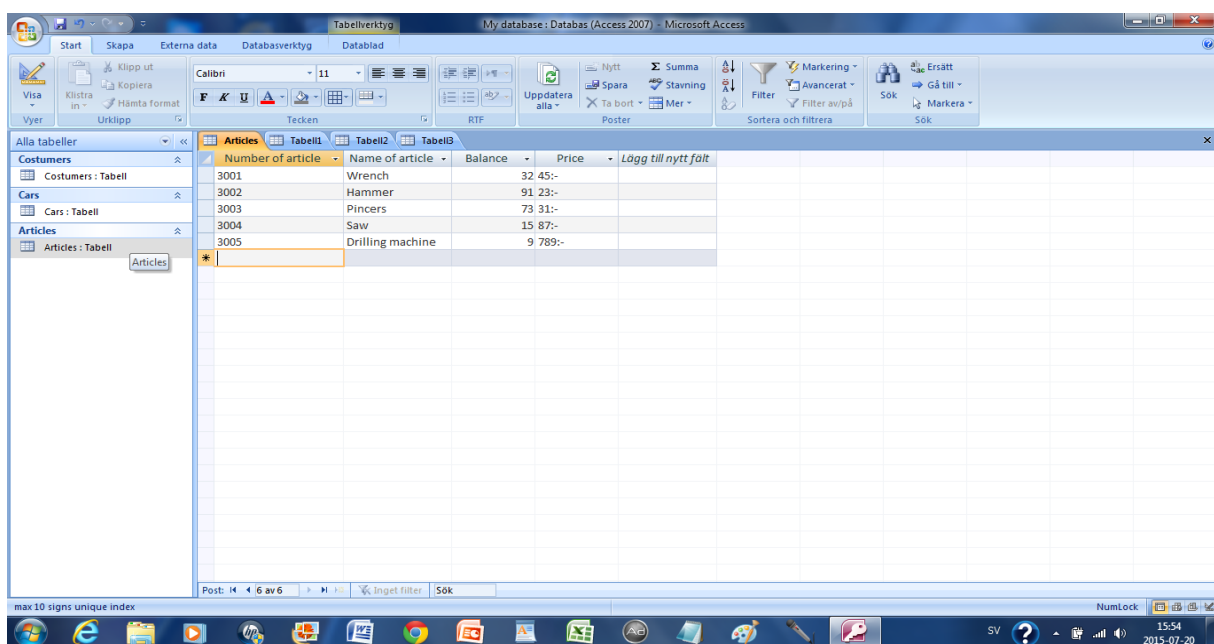 Tabellverktyg My database : Databas (Access 2007) - Microsoft Access
Start Skapa Externa data Databasverktyg Datablad
Visa
Vyer
Klistra in
Klipp ut
Kopiera
Hämta format
Urklipp
Calibri 11
F K U A
Tecken
RTF
Uppdatera alla
Nytt
Spara
Ta bort
Σ Summa
Stavning
Mer
Poster
Filter
Markering
Avancerat
Filter av/på
Sortera och filtrera
Sök
Ersätt
Gå till
Markera
Sök
Alla tabeller
Costumers
Costumers : Tabell
Cars
Cars : Tabell
Articles
Articles : Tabell
Articles
Articles Tabell1 Tabell2 Tabell3
Number of article Name of article Balance Price Lägg till nytt fält
3001 Wrench 32 45:-
3002 Hammer 91 23:-
3003 Pincers 73 31:-
3004 Saw 15 87:-
3005 Drilling machine 9 789:-
Post: 6 av 6 Inget filter Sök
max 10 signs unique index NumLock
SV 15:54
2015-07-20